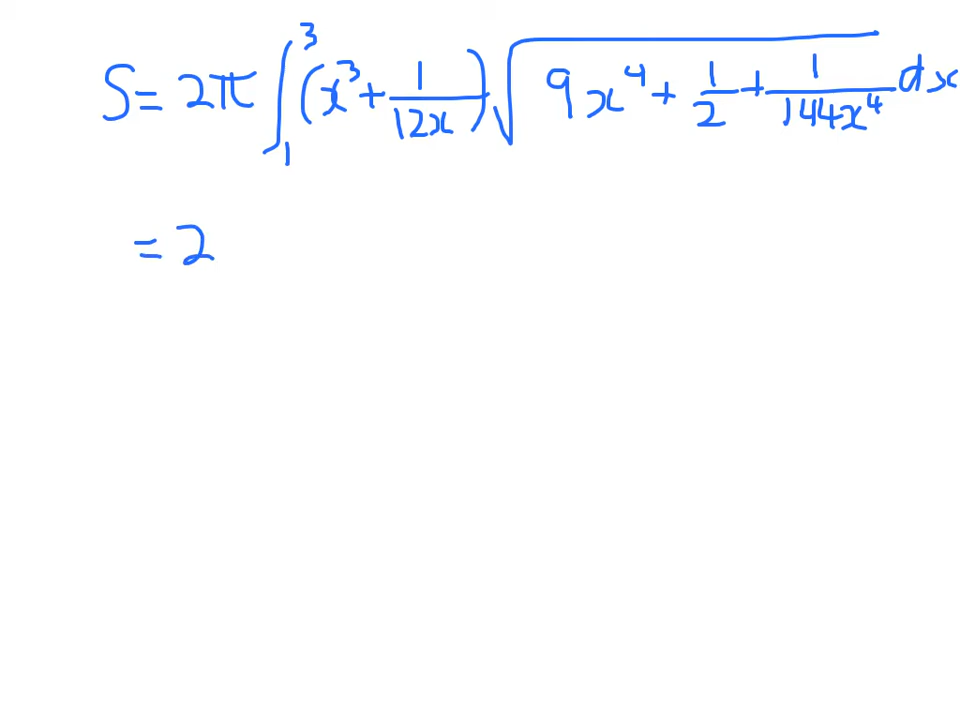 S = 2π ∫₁³ (x³ + 1/12x) √(9x⁴ + 1/2 + 1/144x⁴) dx
= 2